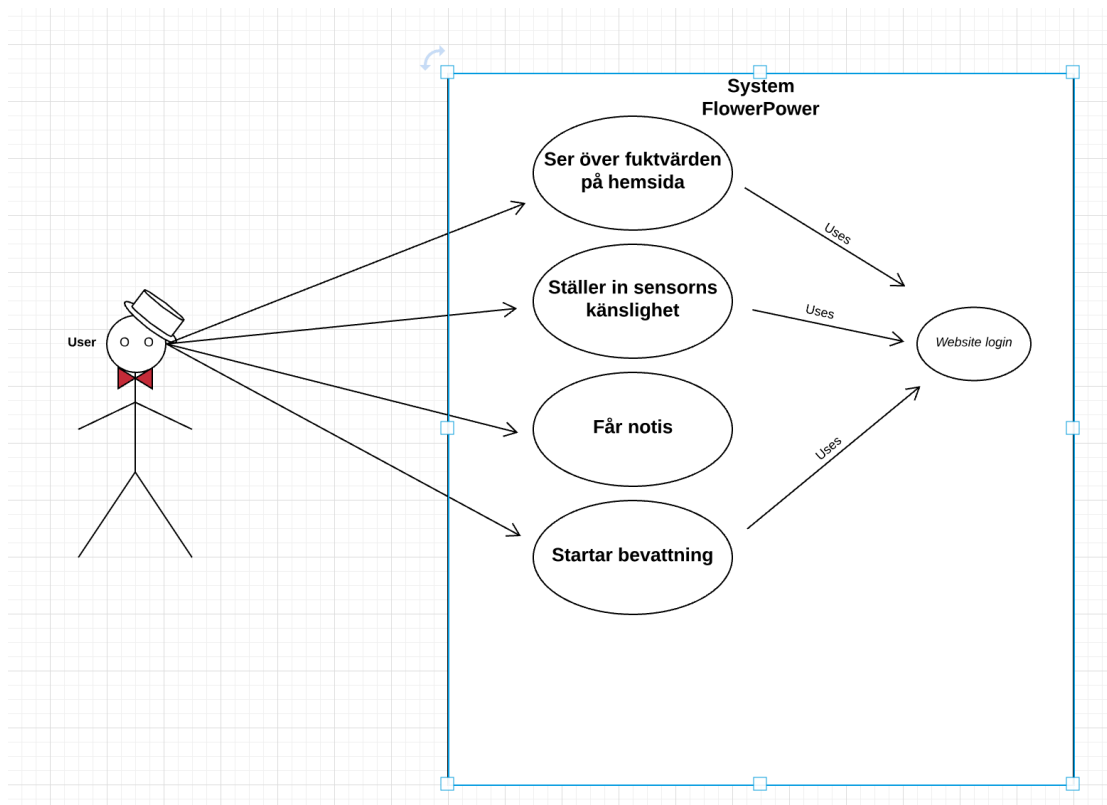 System
FlowerPower
Ser över fuktvärden
på hemsida
Uses
Ställer in sensorns
känslighet
Uses
User
O O
Website login
Får notis
Uses
Startar bevattning